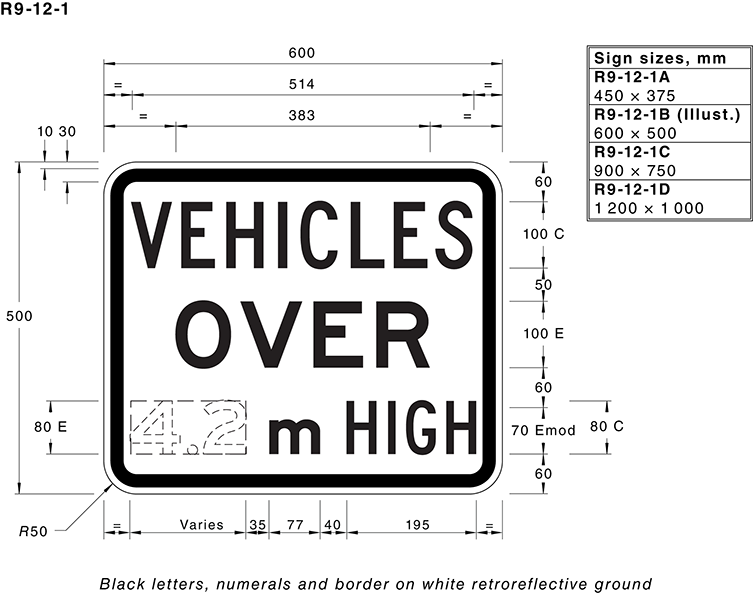 R9-12-1
600
= 514 =
= 383 =
10 30
Sign sizes, mm
R9-12-1A
450 × 375
R9-12-1B (Illust.)
600 × 500
R9-12-1C
900 × 750
R9-12-1D
1 200 × 1 000
60
VEHICLES
100 C
50
500
OVER
100 E
60
80 E
4.2 m HIGH
70 Emod
80 C
60
R50
= Varies 35 77 40 195 =
Black letters, numerals and border on white retroreflective ground